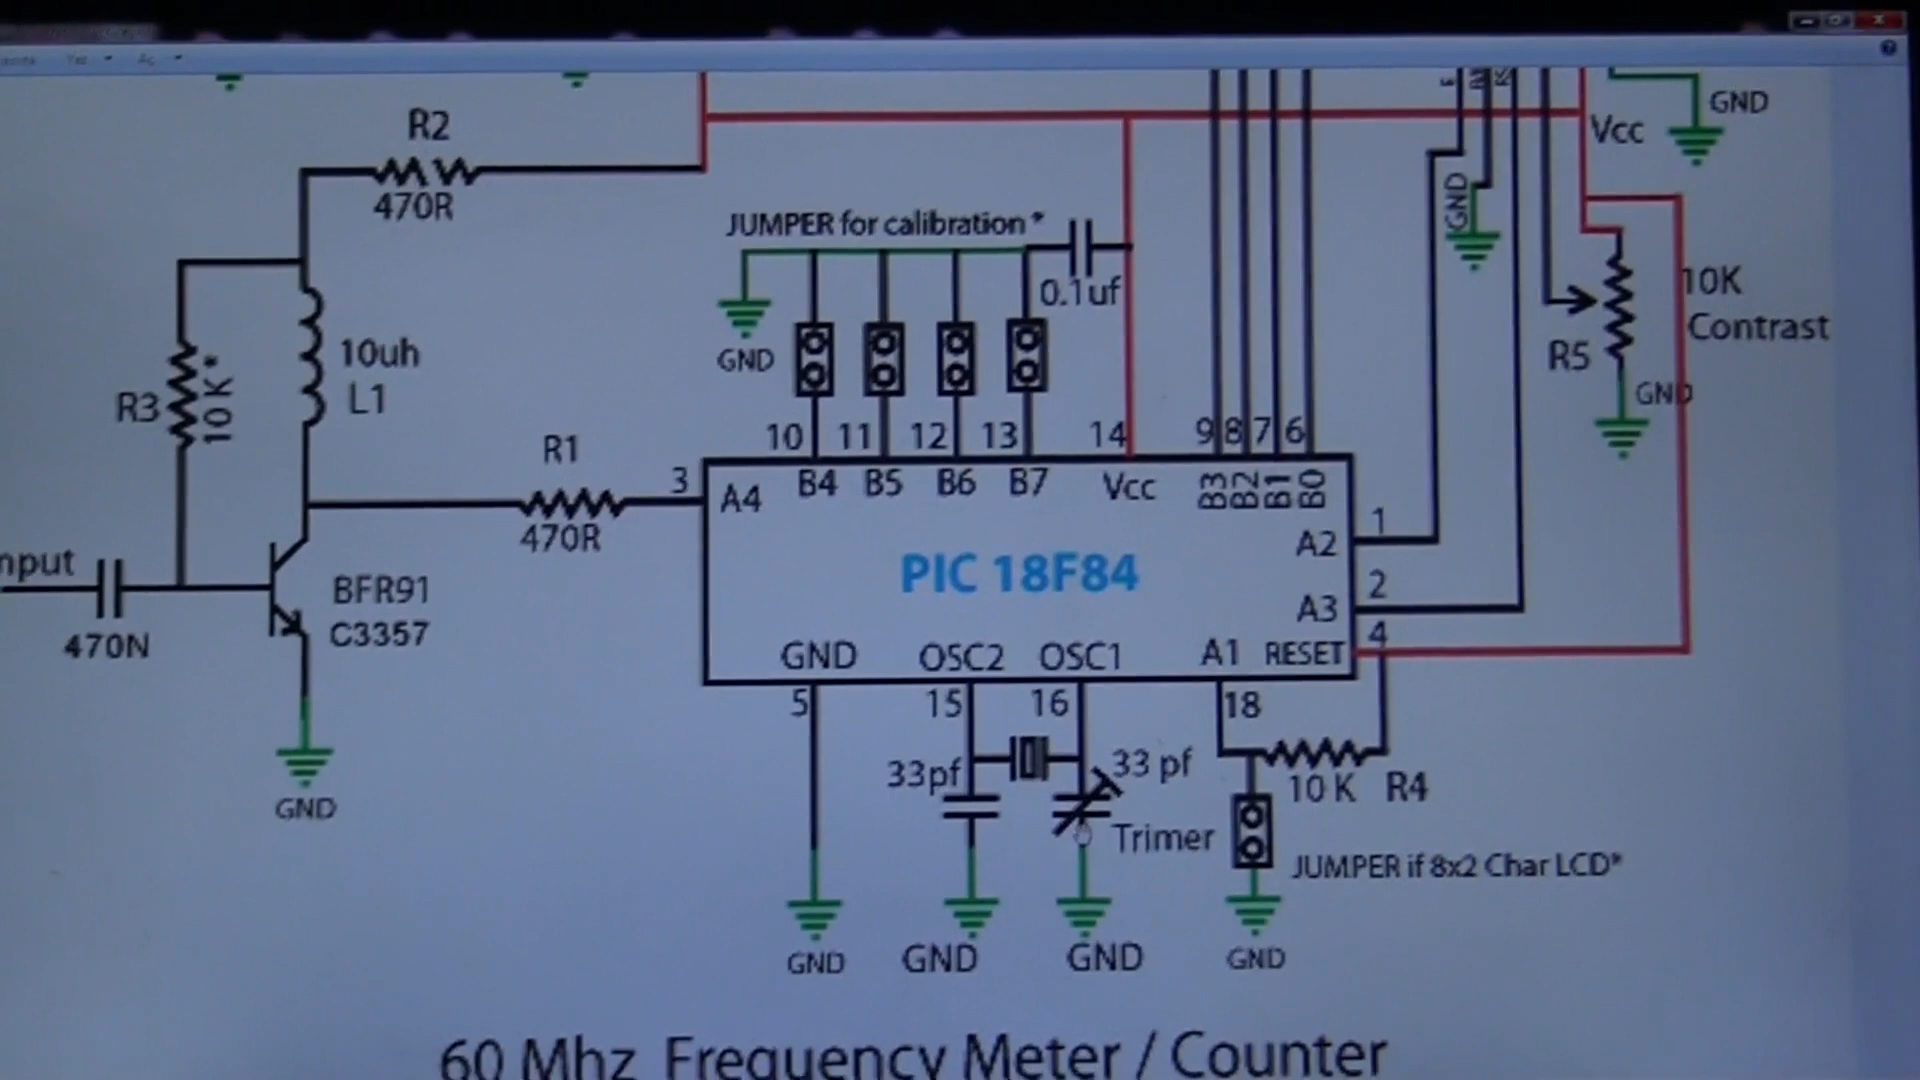 GND
Vcc
R2
470R
GND
JUMPER for calibration *
0.1uf
10K
Contrast
R5
GND
GND
10uh
L1
R3
10 K*
10
11
12
13
14
9
8
7
6
R1
470R
3
A4
B4
B5
B6
B7
Vcc
B3
B2
B1
B0
PIC 18F84
A2
1
A3
2
4
RESET
A1
OSC1
OSC2
GND
nput
470N
BFR91
C3357
GND
5
15
16
18
33pf
33 pf
Trimer
10 K
R4
JUMPER if 8x2 Char LCD*
GND
GND
GND
GND
60 Mhz Frequency Meter / Counter